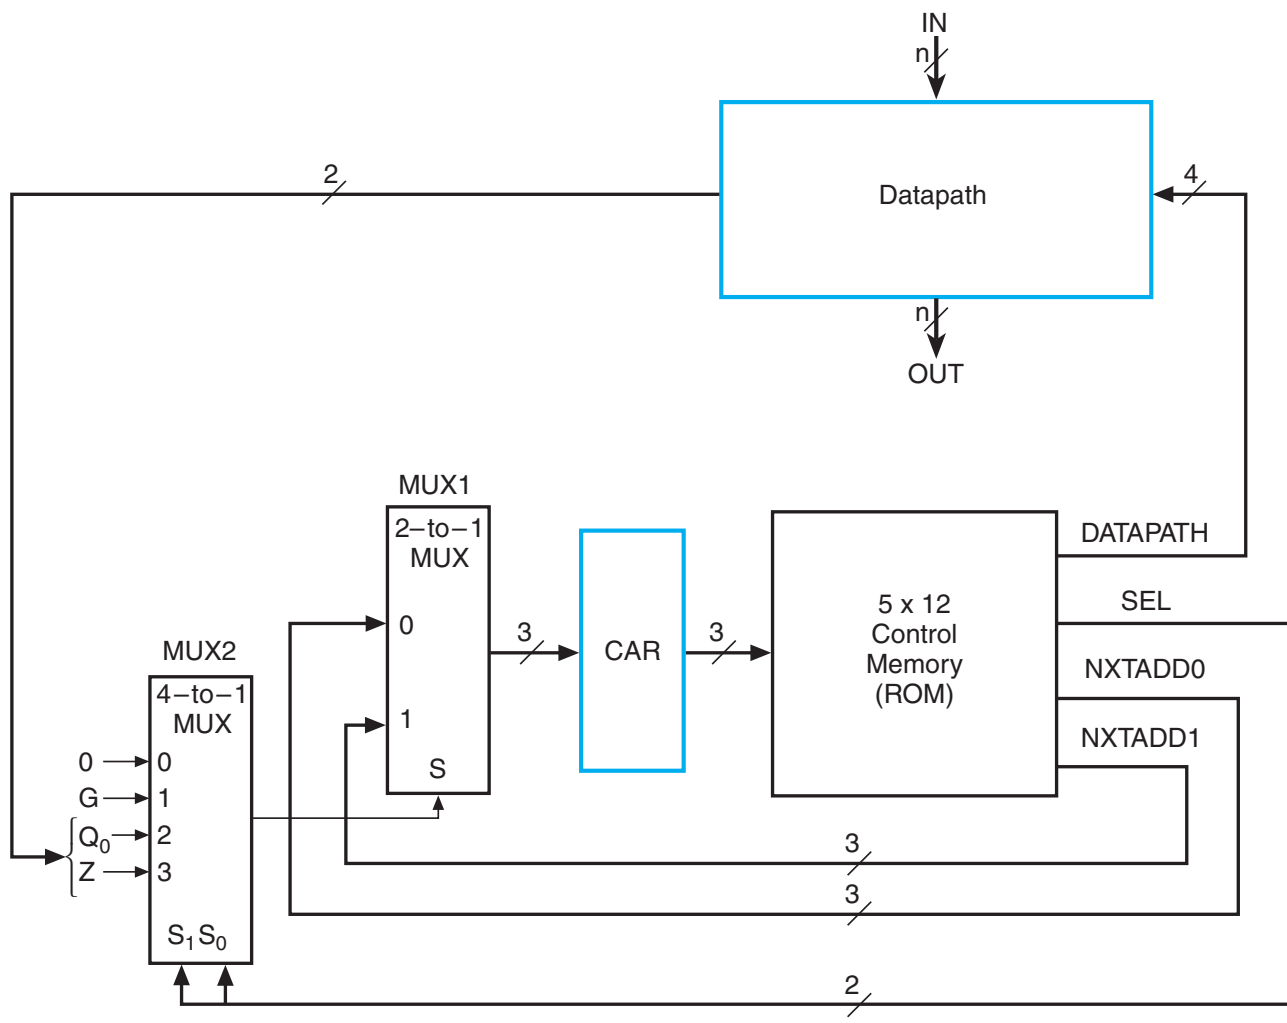 IN
n
2
4
Datapath
n
OUT
MUX1
2–to–1
MUX
0
1
S
3
CAR
3
5 x 12
Control
Memory
(ROM)
DATAPATH
SEL
NXTADD0
NXTADD1
MUX2
4–to–1
MUX
0
0
G
1
Q0
2
Z
3
S1S0
3
3
2